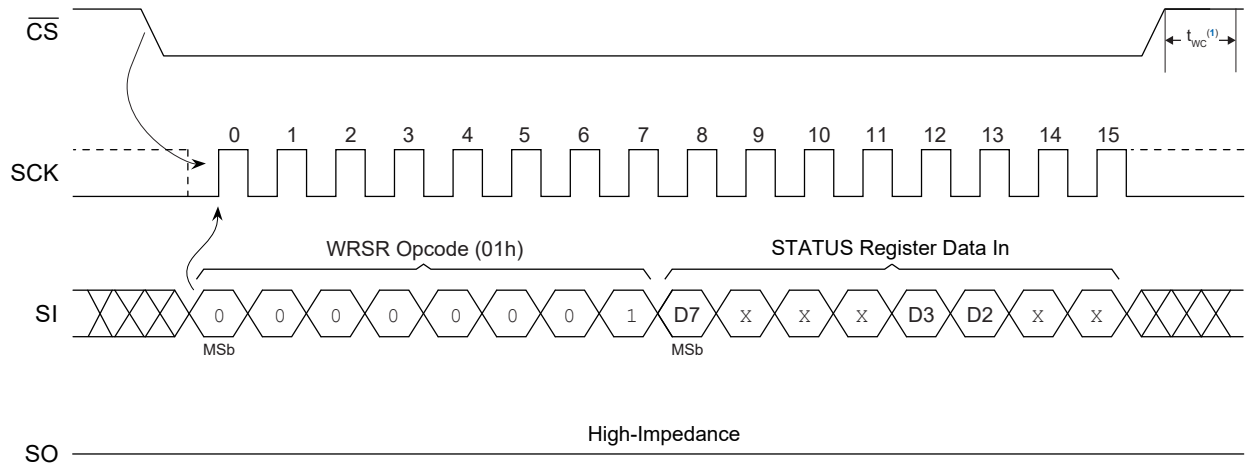 CS
tWC(1)
0 1 2 3 4 5 6 7 8 9 10 11 12 13 14 15
SCK
WRSR Opcode (01h) STATUS Register Data In
SI 0 0 0 0 0 0 0 1 D7 X X X D3 D2 X X
MSb MSb
High-Impedance
SO